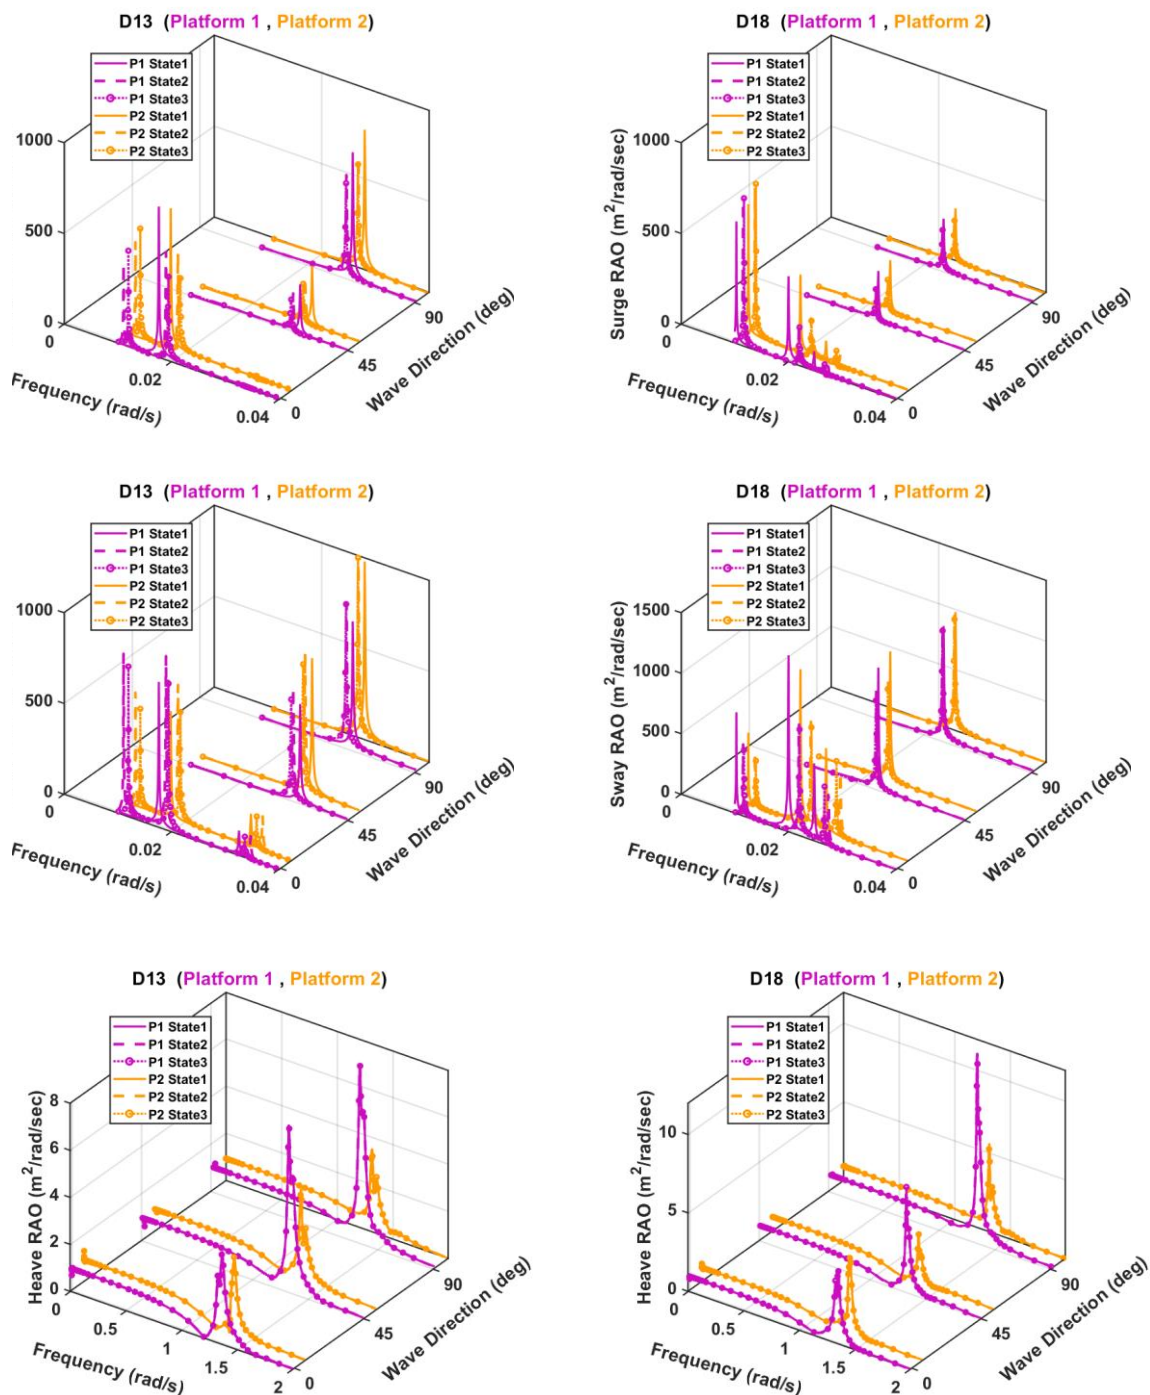 D13 (Platform 1 , Platform 2)
P1 State1
P1 State2
P1 State3
P2 State1
P2 State2
P2 State3
1000
500
0
0
0.02
0.04
0
45
90
Frequency (rad/s)
Wave Direction (deg)
D18 (Platform 1 , Platform 2)
P1 State1
P1 State2
P1 State3
P2 State1
P2 State2
P2 State3
Surge RAO (m²/rad/sec)
1000
500
0
0
0.02
0.04
0
45
90
Frequency (rad/s)
Wave Direction (deg)
D13 (Platform 1 , Platform 2)
P1 State1
P1 State2
P1 State3
P2 State1
P2 State2
P2 State3
1000
500
0
0
0.02
0.04
0
45
90
Frequency (rad/s)
Wave Direction (deg)
D18 (Platform 1 , Platform 2)
P1 State1
P1 State2
P1 State3
P2 State1
P2 State2
P2 State3
Sway RAO (m²/rad/sec)
1500
1000
500
0
0
0.02
0.04
0
45
90
Frequency (rad/s)
Wave Direction (deg)
D13 (Platform 1 , Platform 2)
P1 State1
P1 State2
P1 State3
P2 State1
P2 State2
P2 State3
Heave RAO (m²/rad/sec)
8
6
4
2
0
0
0.5
1
1.5
2
0
45
90
Frequency (rad/s)
Wave Direction (deg)
D18 (Platform 1 , Platform 2)
P1 State1
P1 State2
P1 State3
P2 State1
P2 State2
P2 State3
Heave RAO (m²/rad/sec)
10
5
0
0
0.5
1
1.5
2
0
45
90
Frequency (rad/s)
Wave Direction (deg)